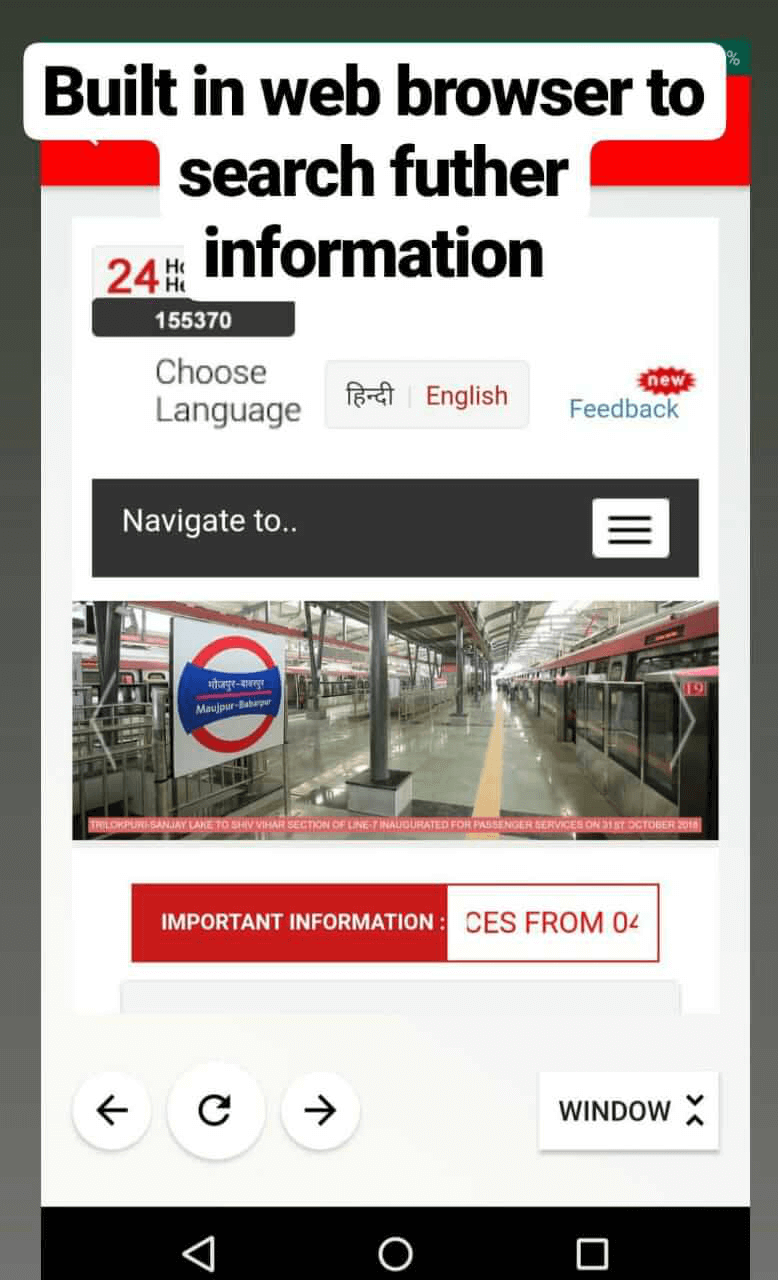 %
Built in web browser to
search futher
information
24
155370
Choose
Language
हिन्दी | English
new
Feedback
Navigate to..
मौजपुर-बाबरपुर
Maujpur-Babarpur
19
TRILOKPURI-SANJAY LAKE TO SHIV VIHAR SECTION OF LINE-7 INAUGURATED FOR PASSENGER SERVICES ON 31ST OCTOBER 2018
IMPORTANT INFORMATION : CES FROM 04
WINDOW